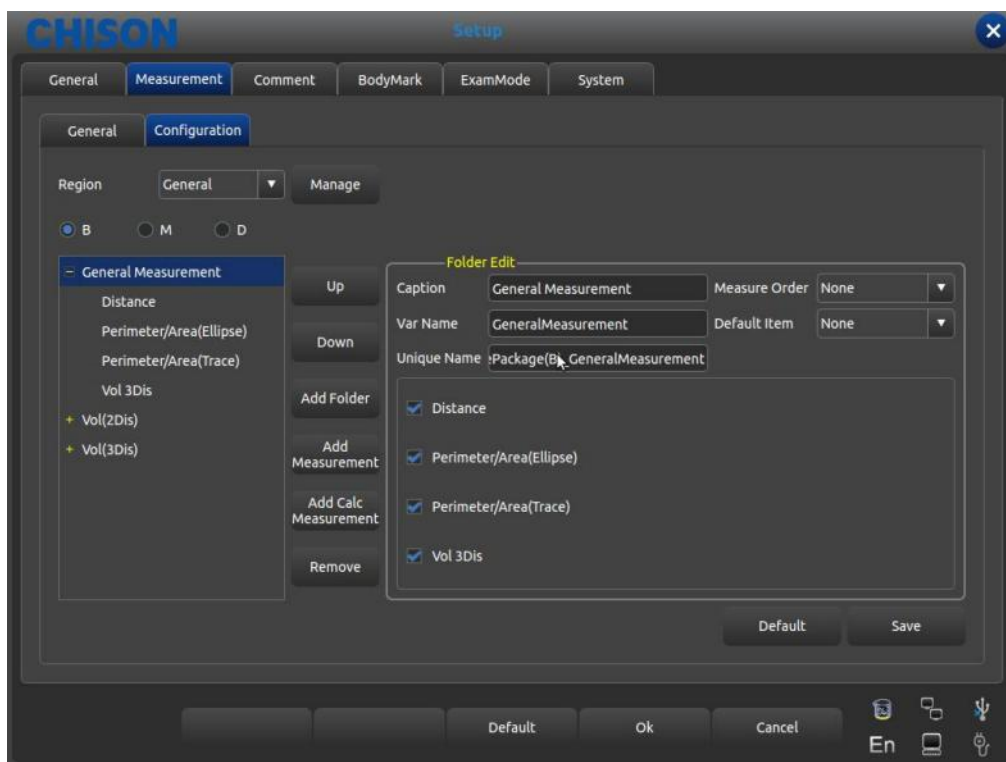 CHISON
Setup
General Measurement Comment BodyMark ExamMode System
General Configuration
Region General Manage
B M D
General Measurement
Distance
Perimeter/Area(Ellipse)
Perimeter/Area(Trace)
Vol 3Dis
Vol(2Dis)
Vol(3Dis)
Up
Down
Add Folder
Add
Measurement
Add Calc
Measurement
Remove
Folder Edit
Caption General Measurement Measure Order None
Var Name GeneralMeasurement Default Item None
Unique Name :Package(B)_GeneralMeasurement
Distance
Perimeter/Area(Ellipse)
Perimeter/Area(Trace)
Vol 3Dis
Default Save
Default Ok Cancel
En